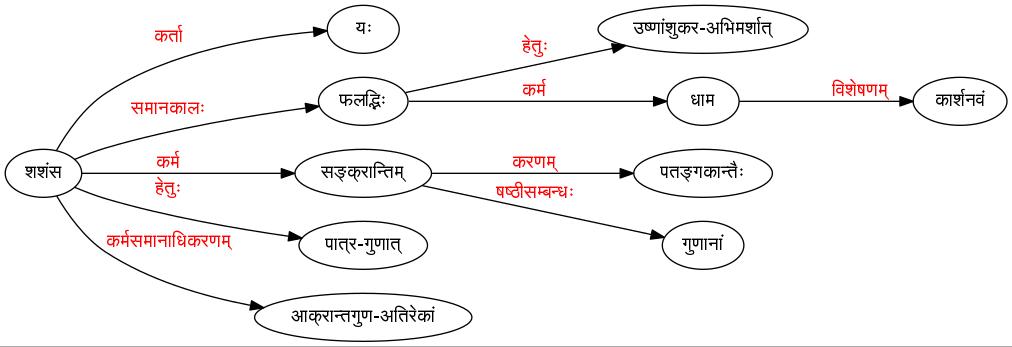 कर्ता
यः
समानकालः
फलद्भिः
हेतुः
उष्णांशुकर-अभिमर्शात्
कर्म
धाम
विशेषणम्
कार्शनवं
शशंस
कर्म
सङ्क्रान्तिम्
करणम्
पतङ्गकान्तैः
षष्ठीसम्बन्धः
गुणानां
हेतुः
पात्र-गुणात्
कर्मसमानाधिकरणम्
आक्रान्तगुण-अतिरेकां